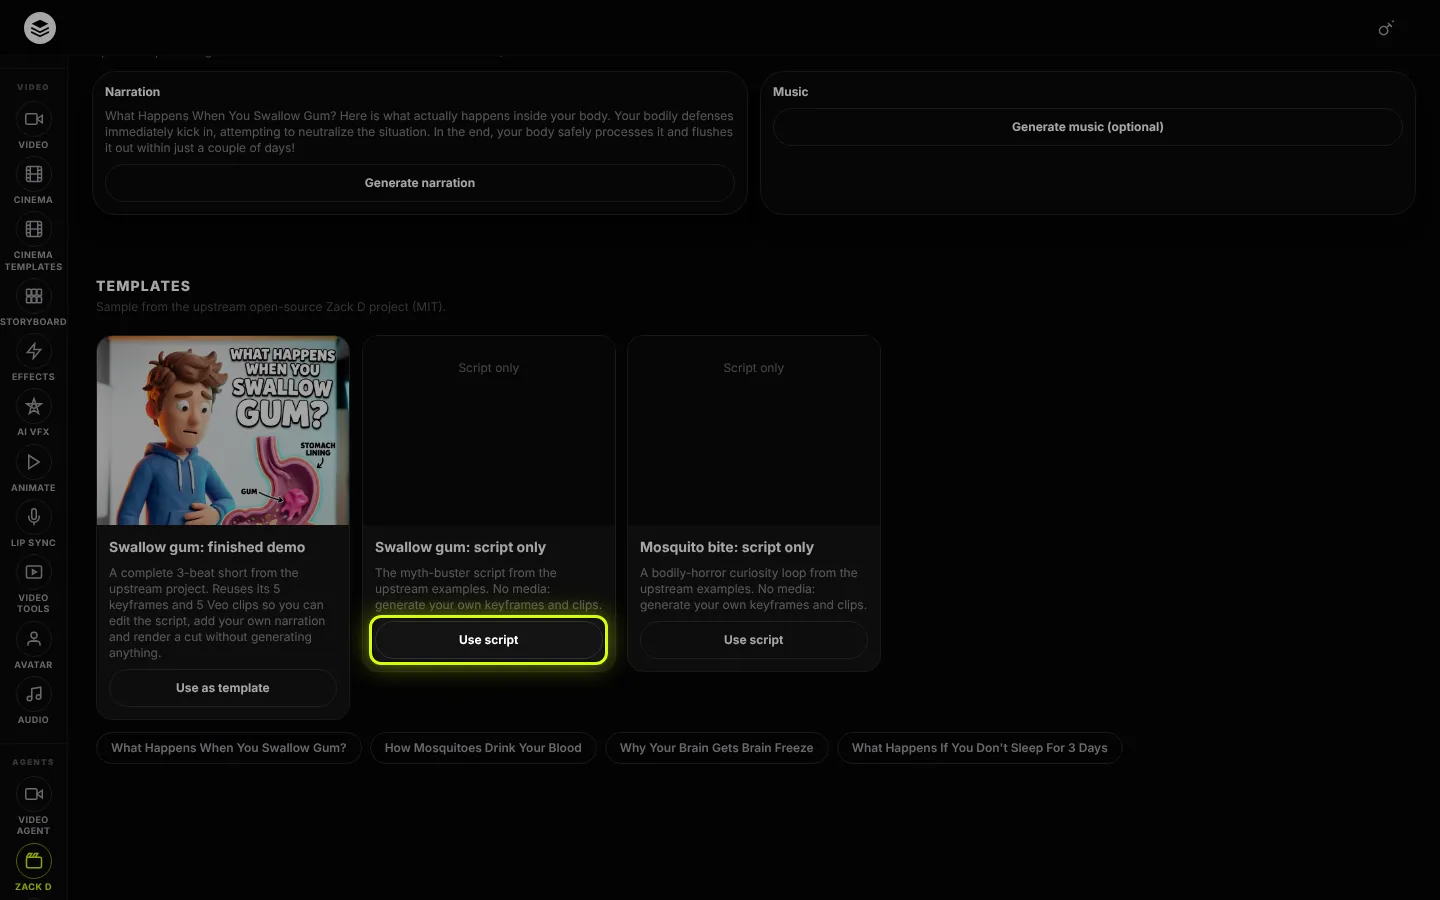 VIDEO
VIDEO
CINEMA
CINEMA
TEMPLATES
STORYBOARD
EFFECTS
AI VFX
ANIMATE
LIP SYNC
VIDEO
TOOLS
AVATAR
AUDIO
AGENTS
VIDEO
AGENT
ZACK D
Narration
What Happens When You Swallow Gum? Here is what actually happens inside your body. Your bodily defenses
immediately kick in, attempting to neutralize the situation. In the end, your body safely processes it and flushes
it out within just a couple of days!
Generate narration
Music
Generate music (optional)
TEMPLATES
Sample from the upstream open-source Zack D project (MIT).
WHAT HAPPENS
WHEN YOU
SWALLOW
GUM?
STOMACH
LINING
GUM
Swallow gum: finished demo
A complete 3-beat short from the
upstream project. Reuses its 5
keyframes and 5 Veo clips so you can
edit the script, add your own narration
and render a cut without generating
anything.
Use as template
Script only
Swallow gum: script only
The myth-buster script from the
upstream examples. No media:
generate your own keyframes and clips.
Use script
Script only
Mosquito bite: script only
A bodily-horror curiosity loop from the
upstream examples. No media:
generate your own keyframes and clips.
Use script
What Happens When You Swallow Gum?
How Mosquitoes Drink Your Blood
Why Your Brain Gets Brain Freeze
What Happens If You Don't Sleep For 3 Days